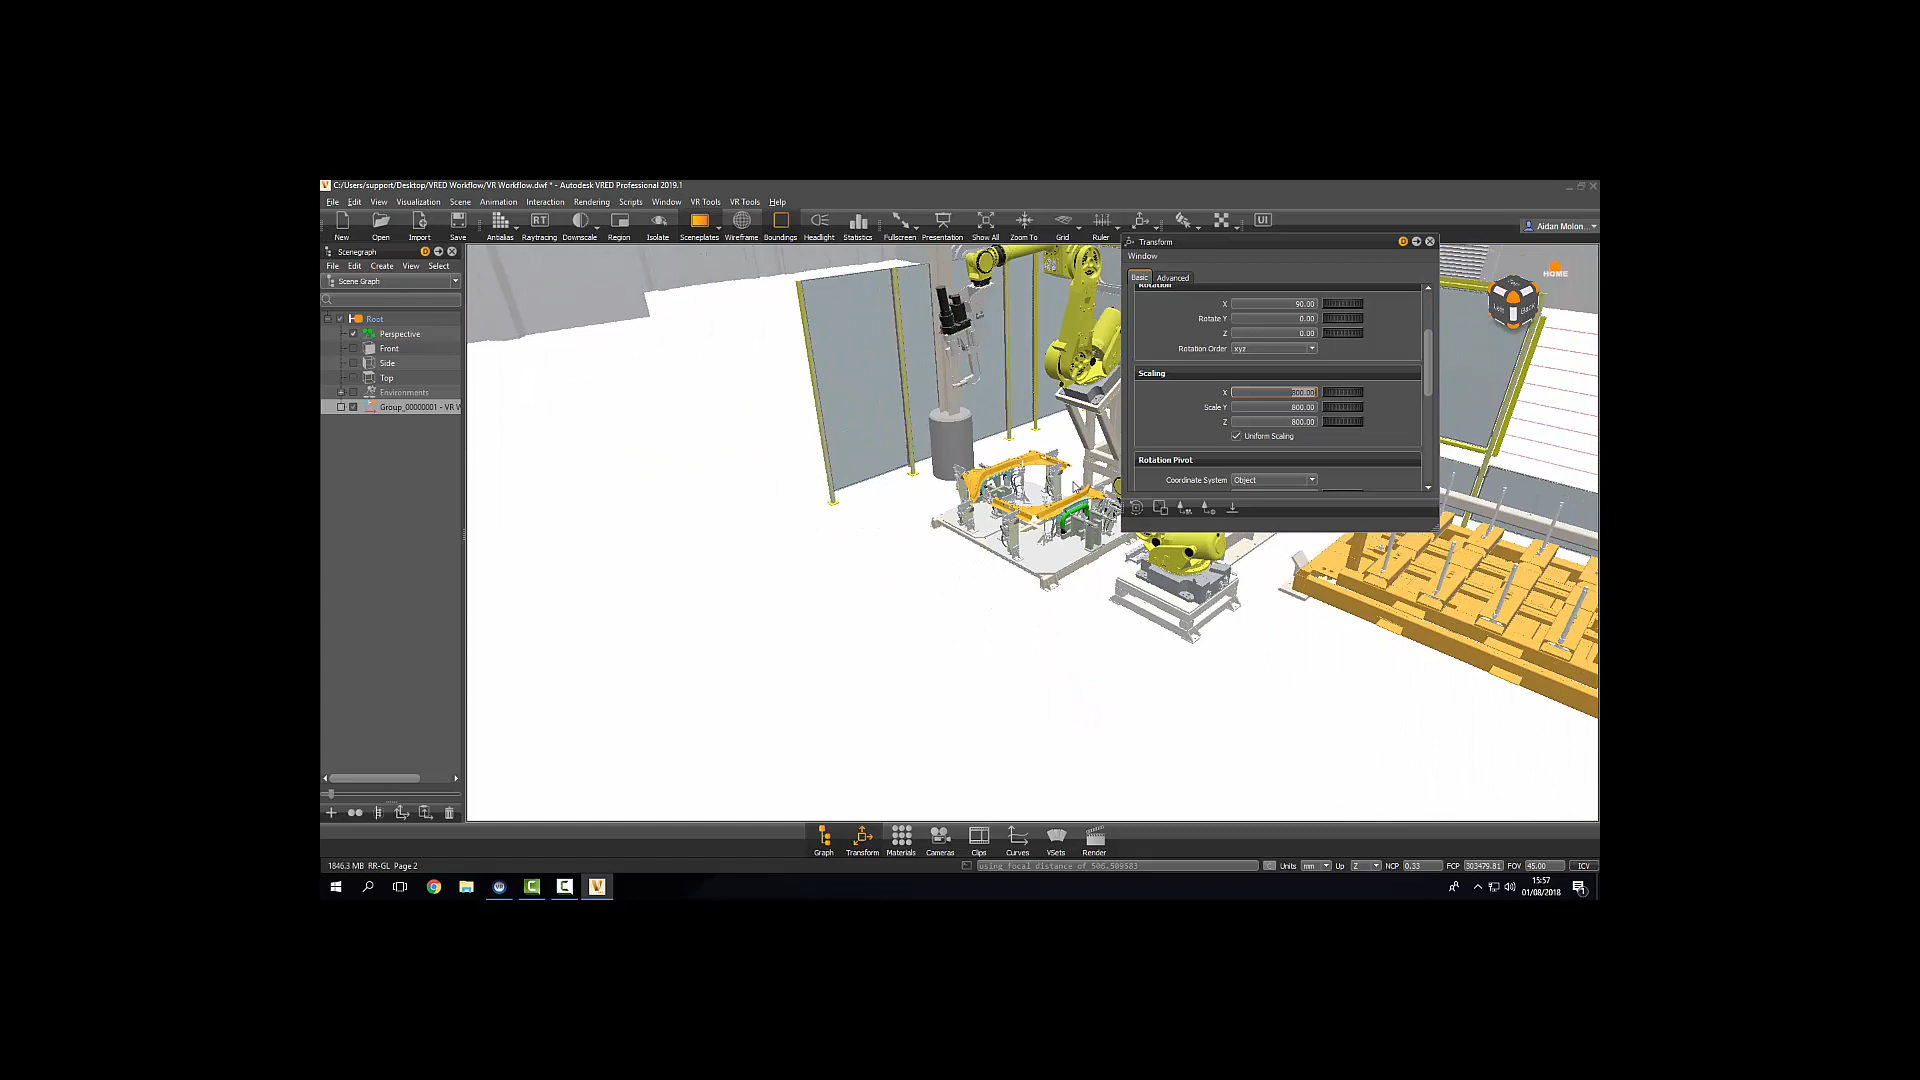 C:/Users/support/Desktop/VRED Workflow/VR Workflow.dwf * - Autodesk VRED Professional 2019.1
File Edit View Visualization Scene Animation Interaction Rendering Scripts Window VR Tools VR Tools Help
New Open Import Save Antialias Raytracing Downscale Region Isolate Sceneplates Wireframe Boundings Headlight Statistics Fullscreen Presentation Show All Zoom To Grid Ruler
RT
UI
Aidan Molon...
Scenegraph
File Edit Create View Select
Scene Graph
Root
Perspective
Front
Side
Top
Environments
Group_00000001 - VR W
Transform
Window
Basic Advanced
Rotation
X 90.00
Rotate Y 0.00
Z 0.00
Rotation Order xyz
Scaling
X 800.00
Scale Y 800.00
Z 800.00
Uniform Scaling
Rotation Pivot
Coordinate System Object
HOME
Left Back
Graph Transform Materials Cameras Clips Curves VSets Render
1846.3 MB RR-GL Page 2
using focal distance of 506.509583
Units mm Up Z NCP 0.33 FCP 303479.81 FOV 45.00 ICV
15:57
01/08/2018